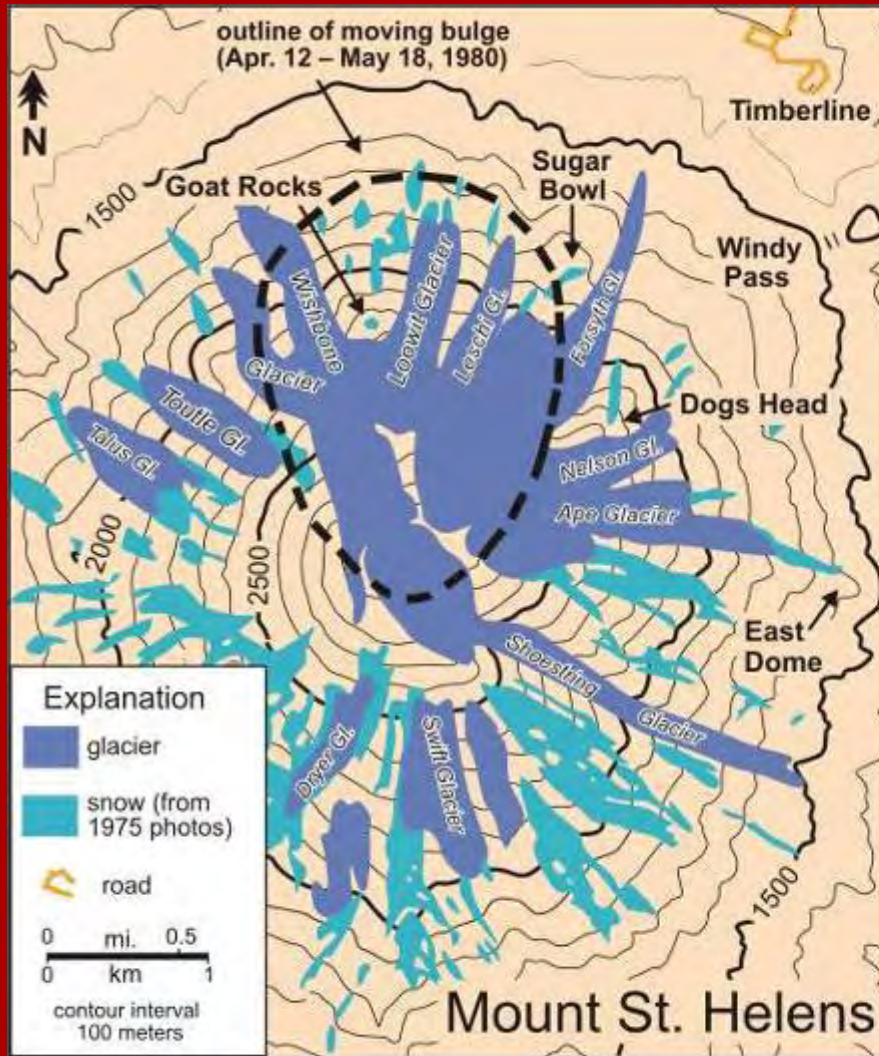 outline of moving bulge
(Apr. 12 – May 18, 1980)
N
Timberline
Goat Rocks
Sugar
Bowl
1500
Windy
Pass
Wishbone
Glacier
Loowit Glacier
Leschi Gl.
Forsyth Gl.
Dogs Head
Toutle Gl.
Talus Gl.
Nelson Gl.
Ape Glacier
2000
2500
East
Dome
Shoestring
Glacier
Dryer Gl.
Swift Glacier
1500
Explanation
glacier
snow (from
1975 photos)
road
0 mi. 0.5
0 km 1
contour interval
100 meters
Mount St. Helens